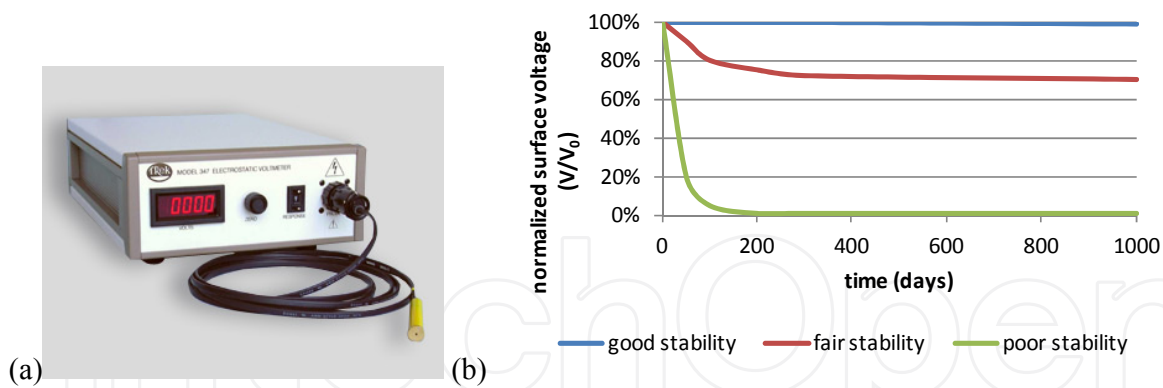 TREK MODEL 347 ELECTROSTATIC VOLTMETER
0000
VOLTS
ZERO
RESPONSE
(a)
normalized surface voltage
(V/V₀)
100%
80%
60%
40%
20%
0%
0
200
400
600
800
1000
time (days)
good stability
fair stability
poor stability
(b)